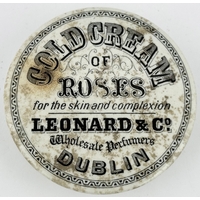 COLD CREAM
OF
ROSES
for the skin and complexion
LEONARD & Co.
Wholesale Perfumers
DUBLIN